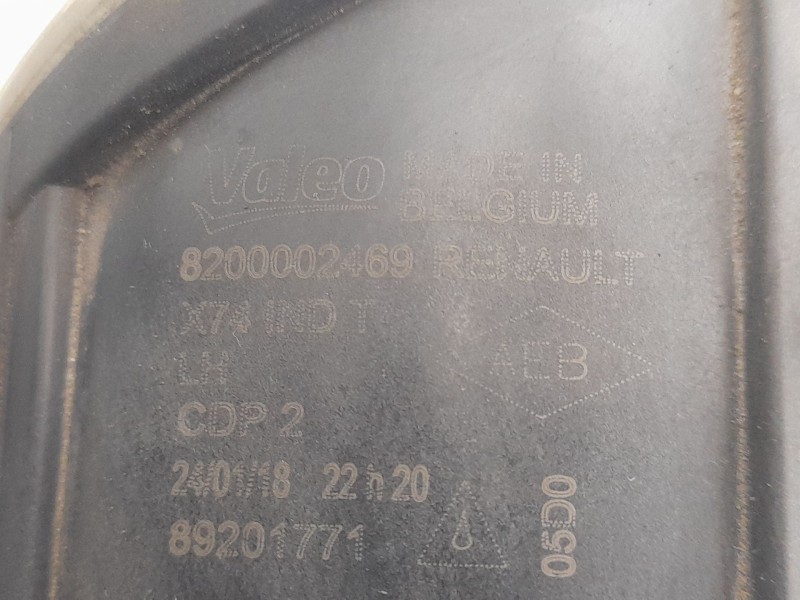 Valeo MADE IN
BELGIUM
8200002469 RENAULT
X74 IND T
LH
AEB
CDP 2
24/01/18 22 h 20
89201771
05D0